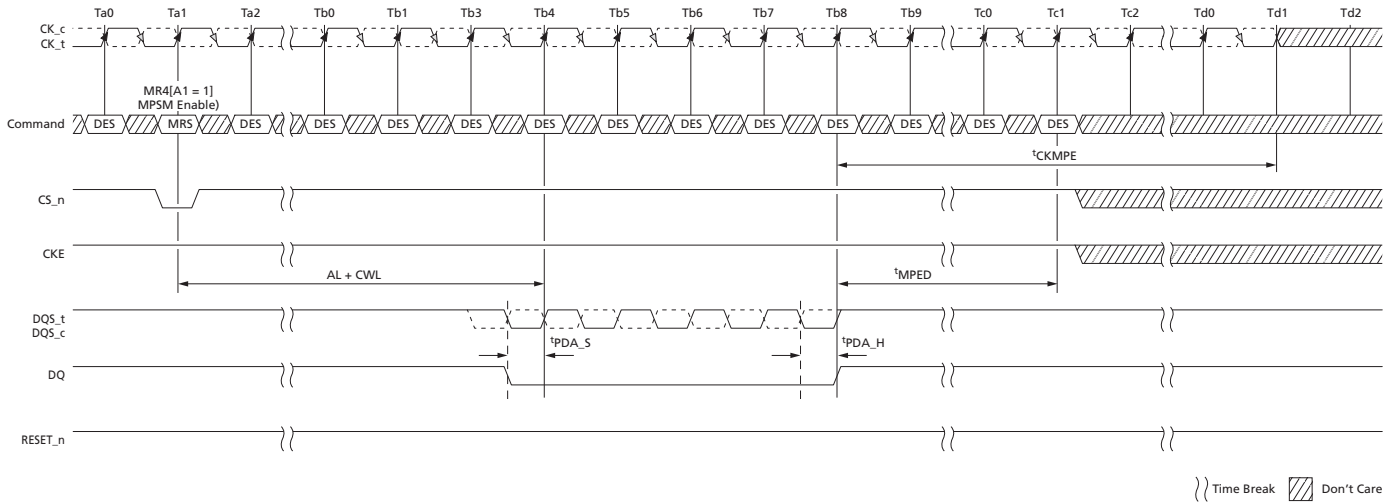 Ta0 Ta1 Ta2 Tb0 Tb1 Tb3 Tb4 Tb5 Tb6 Tb7 Tb8 Tb9 Tc0 Tc1 Tc2 Td0 Td1 Td2
CK_c
CK_t
MR4[A1 = 1]
MPSM Enable)
Command DES MRS DES DES DES DES DES DES DES DES DES DES DES DES
tCKMPE
CS_n
CKE
AL + CWL tMPED
DQS_t
DQS_c
tPDA_S tPDA_H
DQ
RESET_n
Time Break Don't Care